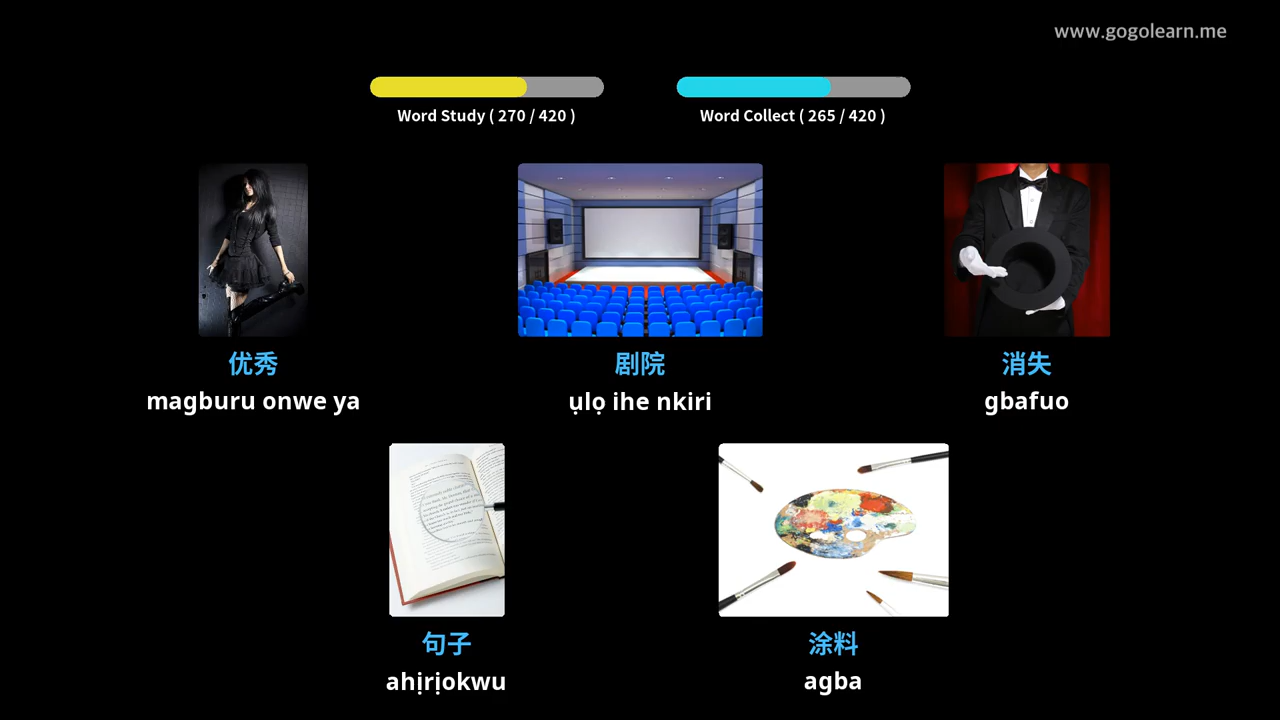 www.gogolearn.me
Word Study ( 270 / 420 )
Word Collect ( 265 / 420 )
优秀
magburu onwe ya
剧院
ụlọ ihe nkiri
消失
gbafuo
句子
ahịrịokwu
涂料
agba